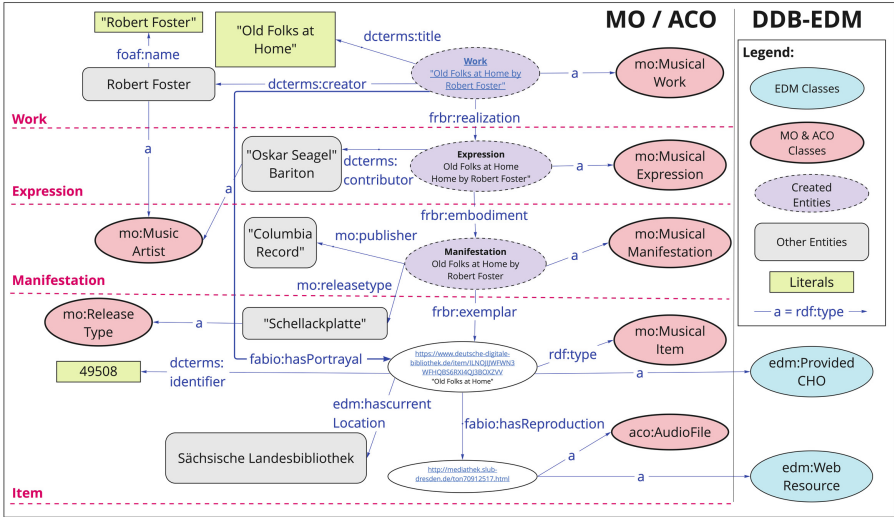 MO / ACO
DDB-EDM
"Robert Foster"
foaf:name
Robert Foster
"Old Folks at
Home"
dcterms:title
dcterms:creator
Work
"Old Folks at Home by
Robert Foster"
a
mo:Musical
Work
Work
frbr:realization
a
"Oskar Seagel"
Bariton
dcterms:
contributor
Expression
Old Folks at Home
Home by Robert Foster"
a
mo:Musical
Expression
a
Expression
frbr:embodiment
mo:Music
Artist
"Columbia
Record"
mo:publisher
Manifestation
Old Folks at Home by
Robert Foster
a
mo:Musical
Manifestation
mo:releasetype
Manifestation
frbr:exemplar
mo:Release
Type
a
"Schellackplatte"
fabio:hasPortrayal
https://www.deutsche-digitale-
bibliothek.de/item/ILNOJIJWFWN3
WFHQBS6RXI4QJ3BOXZVV
"Old Folks at Home"
rdf:type
mo:Musical
Item
49508
dcterms:
identifier
a
edm:Provided
CHO
edm:hascurrent
Location
fabio:hasReproduction
Sächsische Landesbibliothek
aco:AudioFile
a
http://mediathek.slub-
dresden.de/ton70912517.html
a
edm:Web
Resource
Item
Legend:
EDM Classes
MO & ACO
Classes
Created
Entities
Other Entities
Literals
a = rdf:type